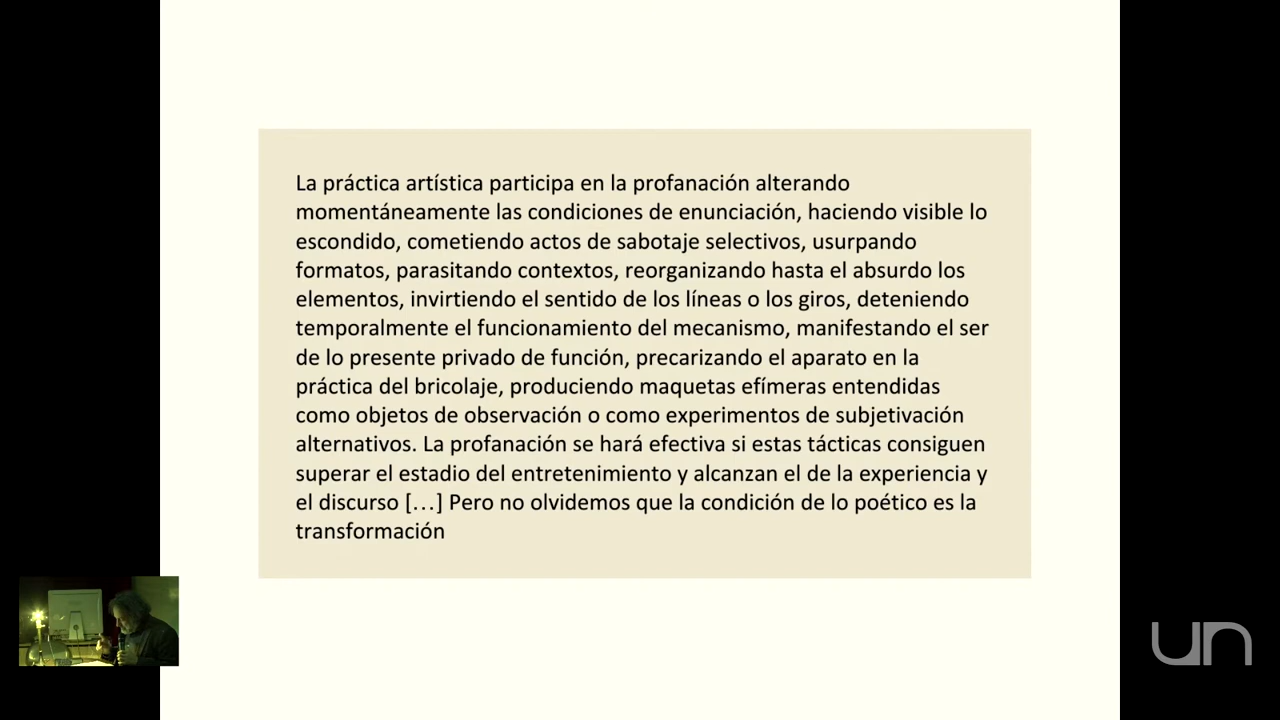 La práctica artística participa en la profanación alterando
momentáneamente las condiciones de enunciación, haciendo visible lo
escondido, cometiendo actos de sabotaje selectivos, usurpando
formatos, parasitando contextos, reorganizando hasta el absurdo los
elementos, invirtiendo el sentido de los líneas o los giros, deteniendo
temporalmente el funcionamiento del mecanismo, manifestando el ser
de lo presente privado de función, precarizando el aparato en la
práctica del bricolaje, produciendo maquetas efímeras entendidas
como objetos de observación o como experimentos de subjetivación
alternativos. La profanación se hará efectiva si estas tácticas consiguen
superar el estadio del entretenimiento y alcanzan el de la experiencia y
el discurso […] Pero no olvidemos que la condición de lo poético es la
transformación
un